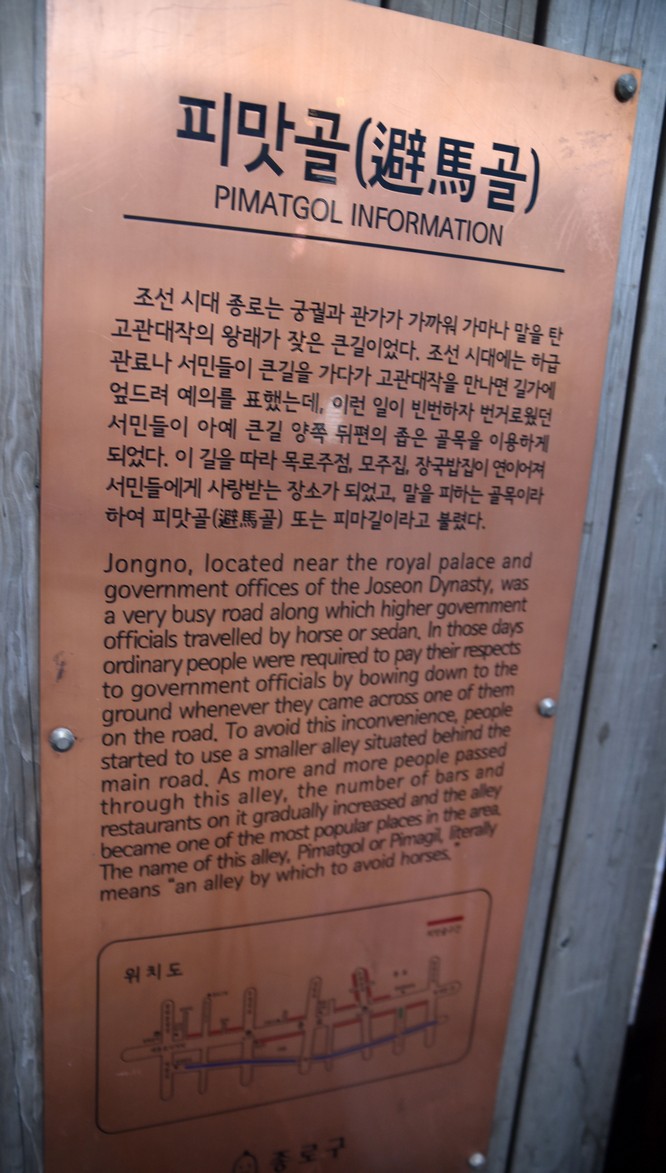 피맛골(避馬골)
PIMATGOL INFORMATION
조선 시대 종로는 궁궐과 관가가 가까워 가마나 말을 탄
고관대작의 왕래가 잦은 큰길이었다. 조선 시대에는 하급
관료나 서민들이 큰길을 가다가 고관대작을 만나면 길가에
엎드려 예의를 표했는데, 이런 일이 빈번하자 번거로웠던
서민들이 아예 큰길 양쪽 뒤편의 좁은 골목을 이용하게
되었다. 이 길을 따라 목로주점, 모주집, 장국밥집이 연이어져
서민들에게 사랑받는 장소가 되었고, 말을 피하는 골목이라
하여 피맛골(避馬골) 또는 피마길이라고 불렸다.
Jongno, located near the royal palace and
government offices of the Joseon Dynasty, was
a very busy road along which higher government
officials travelled by horse or sedan. In those days
ordinary people were required to pay their respects
to government officials by bowing down to the
ground whenever they came across one of them
on the road. To avoid this inconvenience, people
started to use a smaller alley situated behind the
main road. As more and more people passed
through this alley, the number of bars and
restaurants on it gradually increased and the alley
became one of the most popular places in the area.
The name of this alley, Pimatgol or Pimagil, literally
means "an alley by which to avoid horses."
위치도
종로구